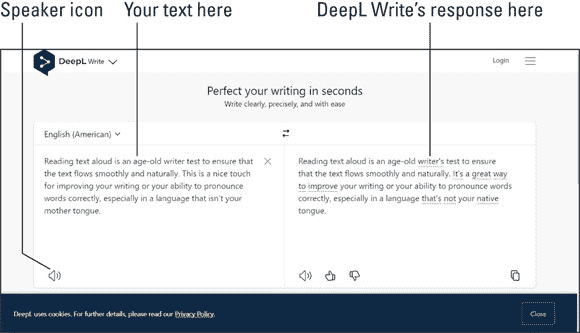 Speaker icon Your text here DeepL Write's response here
DeepL Write Login
Perfect your writing in seconds
Write clearly, precisely, and with ease
English (American)
Reading text aloud is an age-old writer test to ensure that
the text flows smoothly and naturally. This is a nice touch
for improving your writing or your ability to pronounce
words correctly, especially in a language that isn't your
mother tongue.
Reading text aloud is an age-old writer's test to ensure
that the text flows smoothly and naturally. It's a great way
to improve your writing or your ability to pronounce words
correctly, especially in a language that's not your native
tongue.
DeepL uses cookies. For further details, please read our Privacy Policy. Close